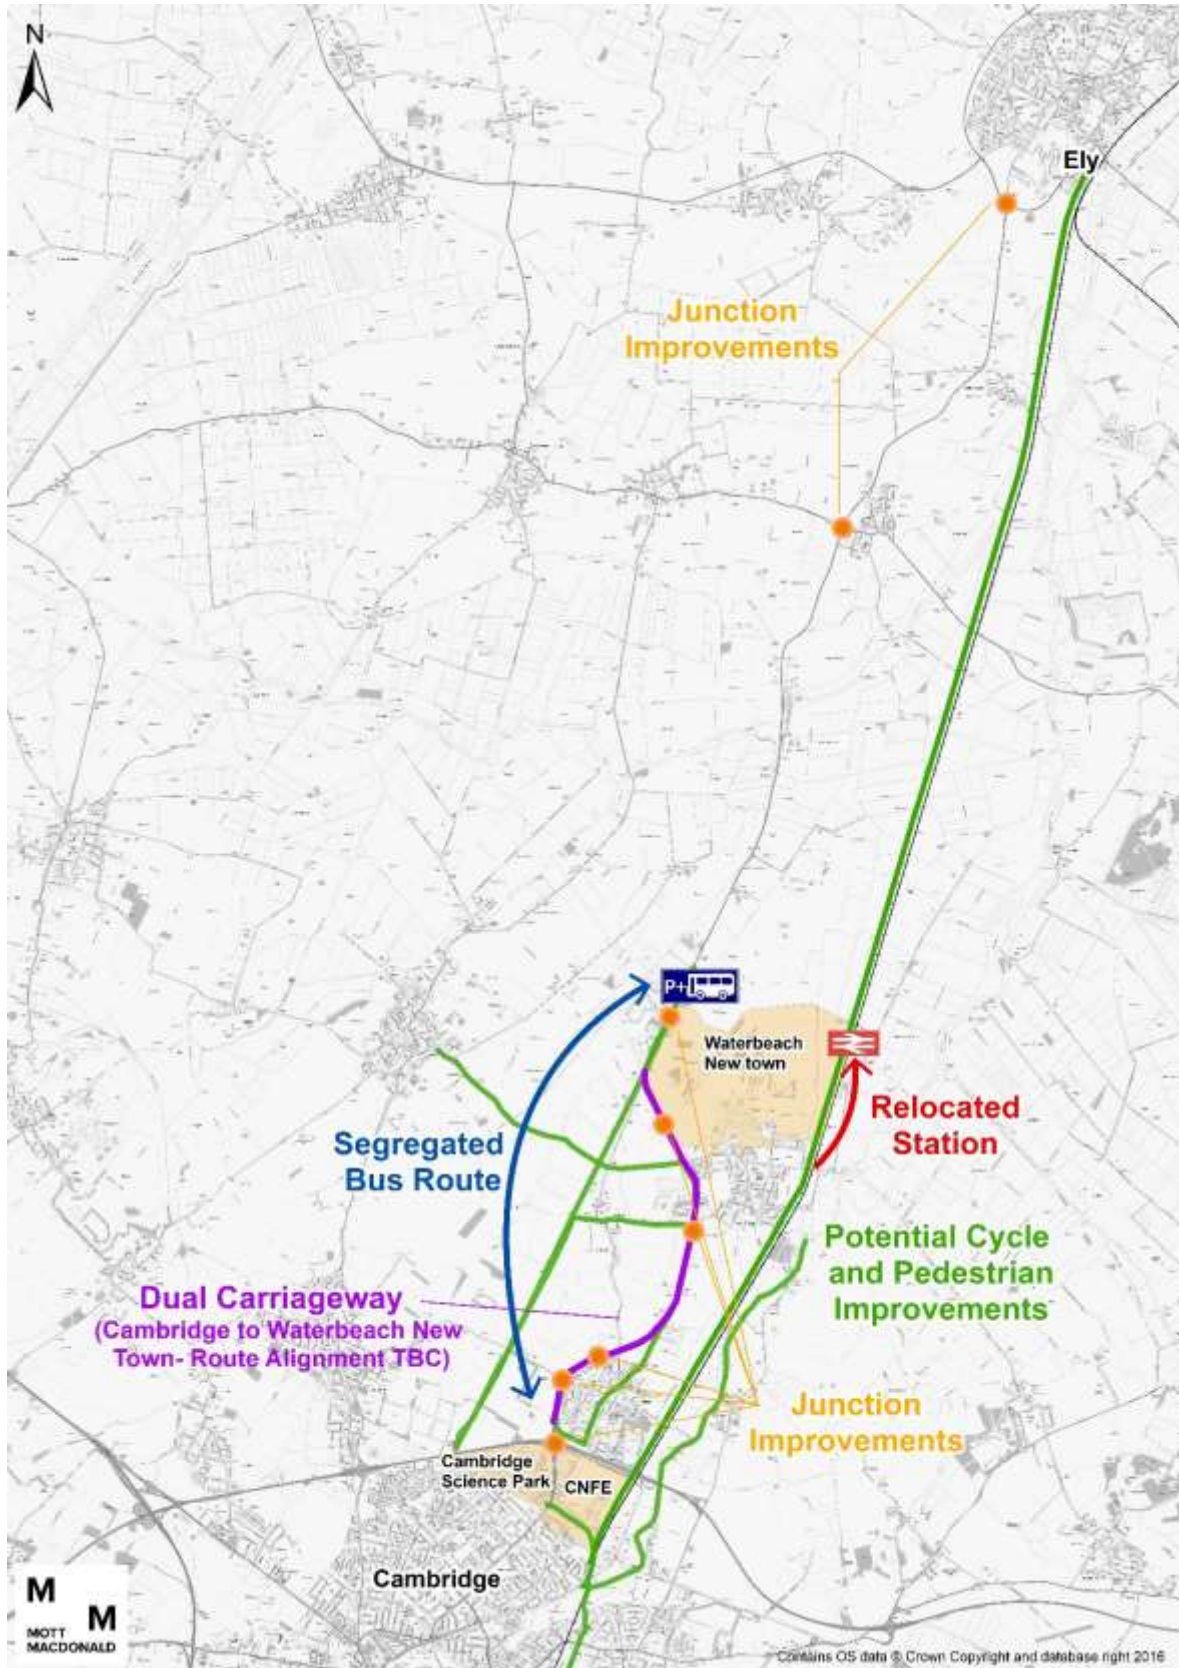 N
Ely
Junction
Improvements
P+
Waterbeach
New town
Relocated
Station
Segregated
Bus Route
Potential Cycle
and Pedestrian
Improvements
Dual Carriageway
(Cambridge to Waterbeach New
Town- Route Alignment TBC)
Junction
Improvements
Cambridge
Science Park
CNFE
Cambridge
M
M
MOTT
MACDONALD
Contains OS data © Crown Copyright and database right 2016